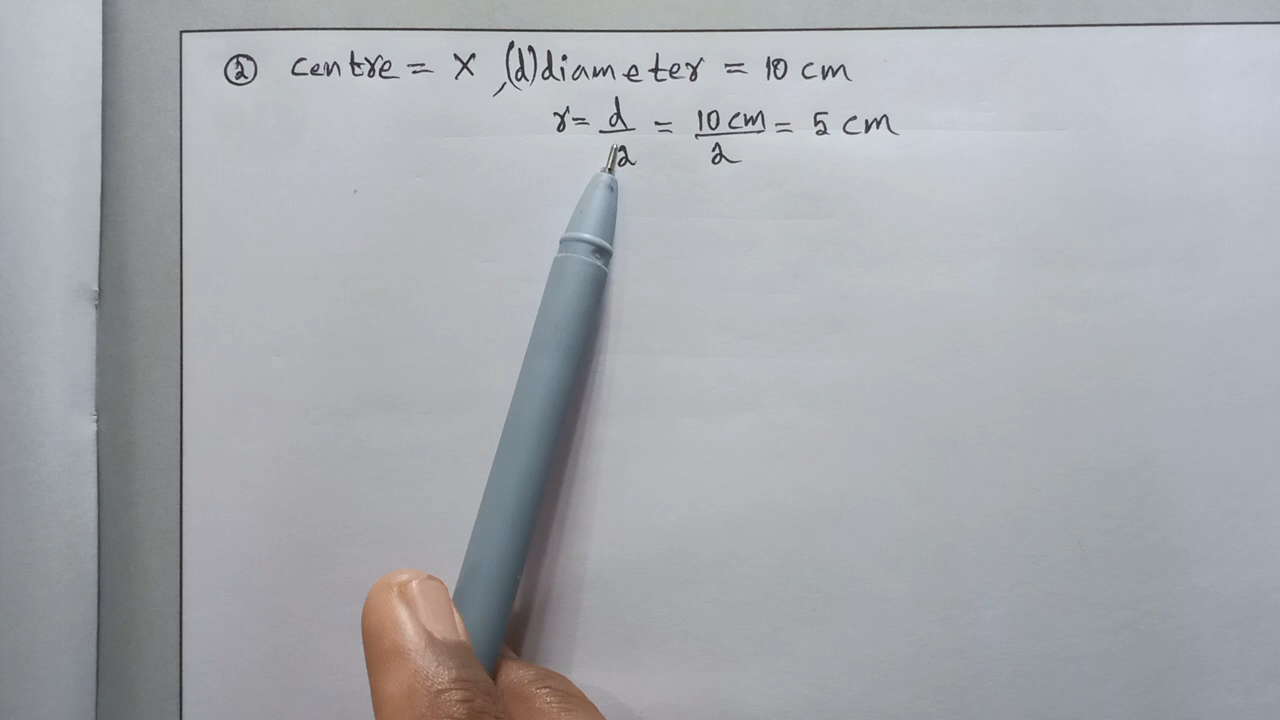 ② centre = X , (d) diameter = 10 cm
r = d/2 = 10 cm/2 = 5 cm